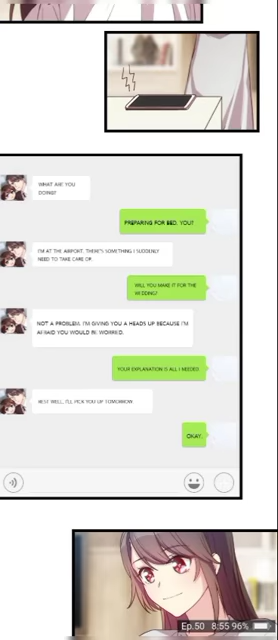 WHAT ARE YOU
DOING?
PREPARING FOR BED. YOU?
I'M AT THE AIRPORT. THERE'S SOMETHING I SUDDENLY
NEED TO TAKE CARE OF.
WILL YOU MAKE IT FOR THE
WEDDING?
NOT A PROBLEM. I'M GIVING YOU A HEADS UP BECAUSE I'M
AFRAID YOU WOULD BE WORRIED.
YOUR EXPLANATION IS ALL I NEEDED
REST WELL. I'LL PICK YOU UP TOMORROW.
OKAY.
Ep.50 8:55 96%